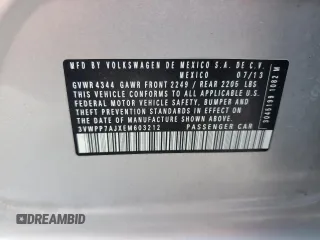 MFD BY VOLKSWAGEN DE MEXICO S.A. DE C.V.
MEXICO 07/13
GVWR 4344 GAWR FRONT 2249 / REAR 2205 LBS
THIS VEHICLE CONFORMS TO ALL APPLICABLE U.S.
FEDERAL MOTOR VEHICLE SAFETY, BUMPER AND
THEFT PREVENTION STANDARDS IN EFFECT ON
THE DATE OF MANUFACTURE SHOWN ABOVE
3VWPP7AJXEM603212 PASSENGER CAR
3046199 1082 M
DREAMBID